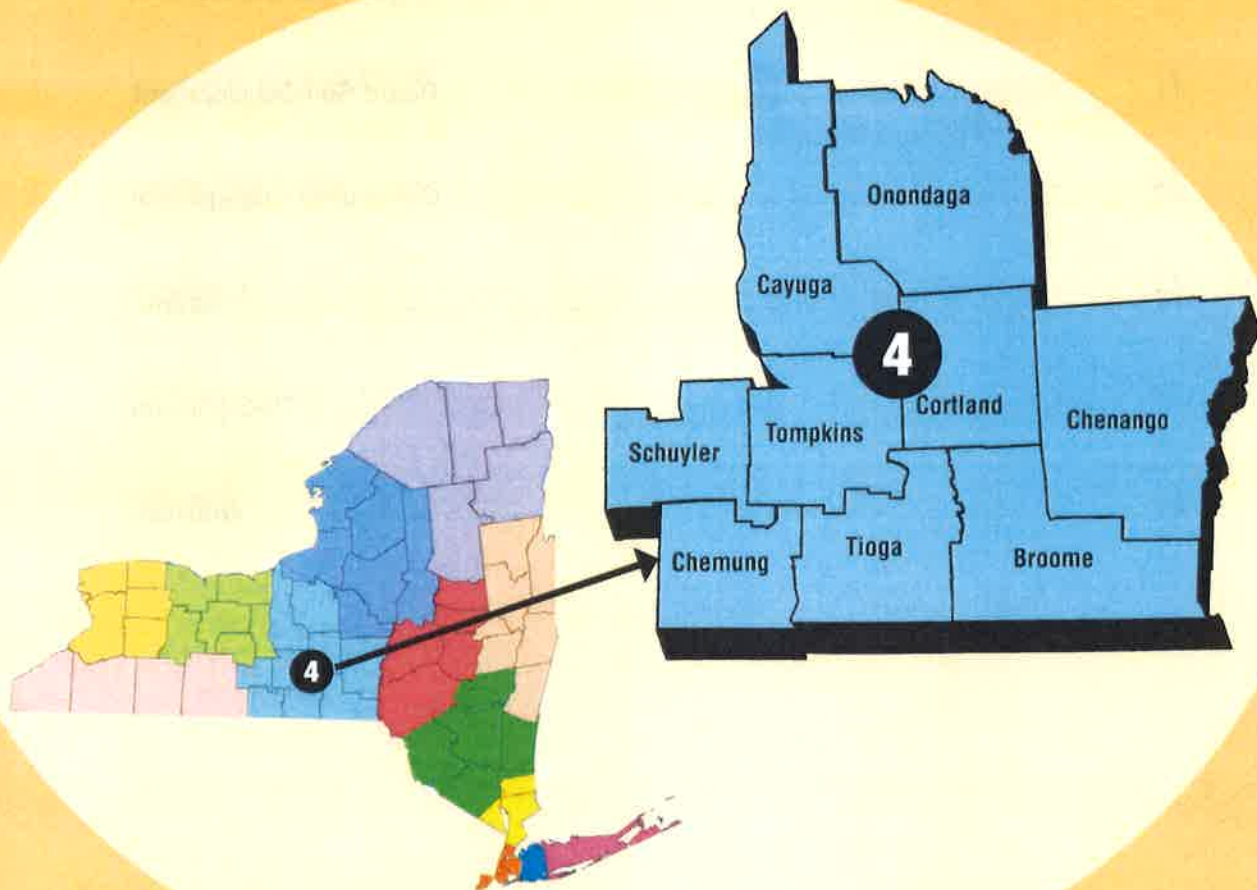 Onondaga
Cayuga
4
Cortland
Chenango
Tompkins
Schuyler
Chemung
Tioga
Broome
4